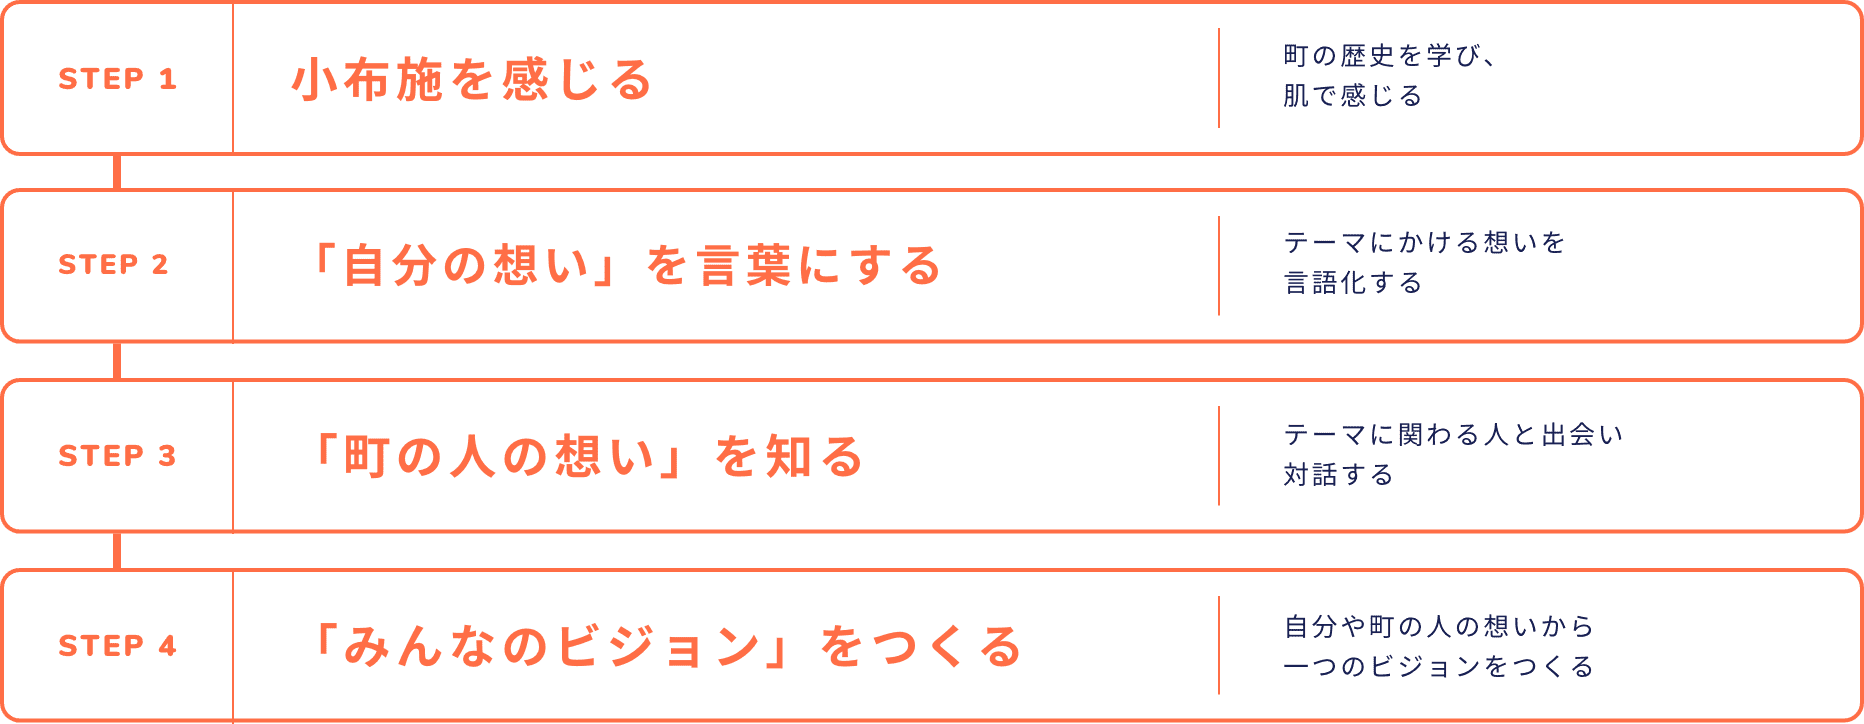 STEP 1
小布施を感じる
町の歴史を学び、
肌で感じる
STEP 2
「自分の想い」を言葉にする
テーマにかける想いを
言語化する
STEP 3
「町の人の想い」を知る
テーマに関わる人と出会い
対話する
STEP 4
「みんなのビジョン」をつくる
自分や町の人の想いから
一つのビジョンをつくる